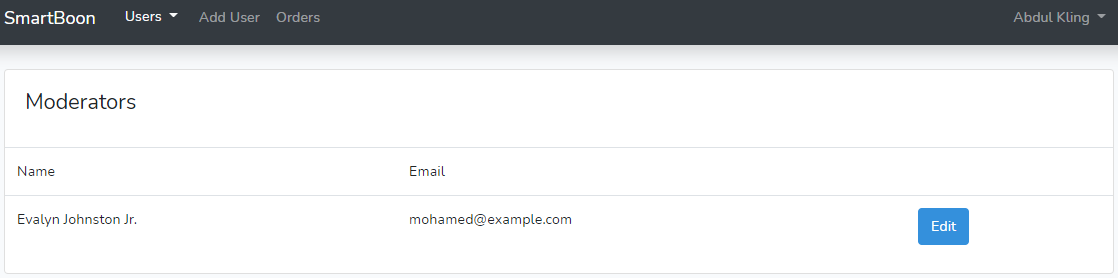 SmartBoon Users Add User Orders Abdul Kling
Moderators
Name Email
Evalyn Johnston Jr. mohamed@example.com Edit